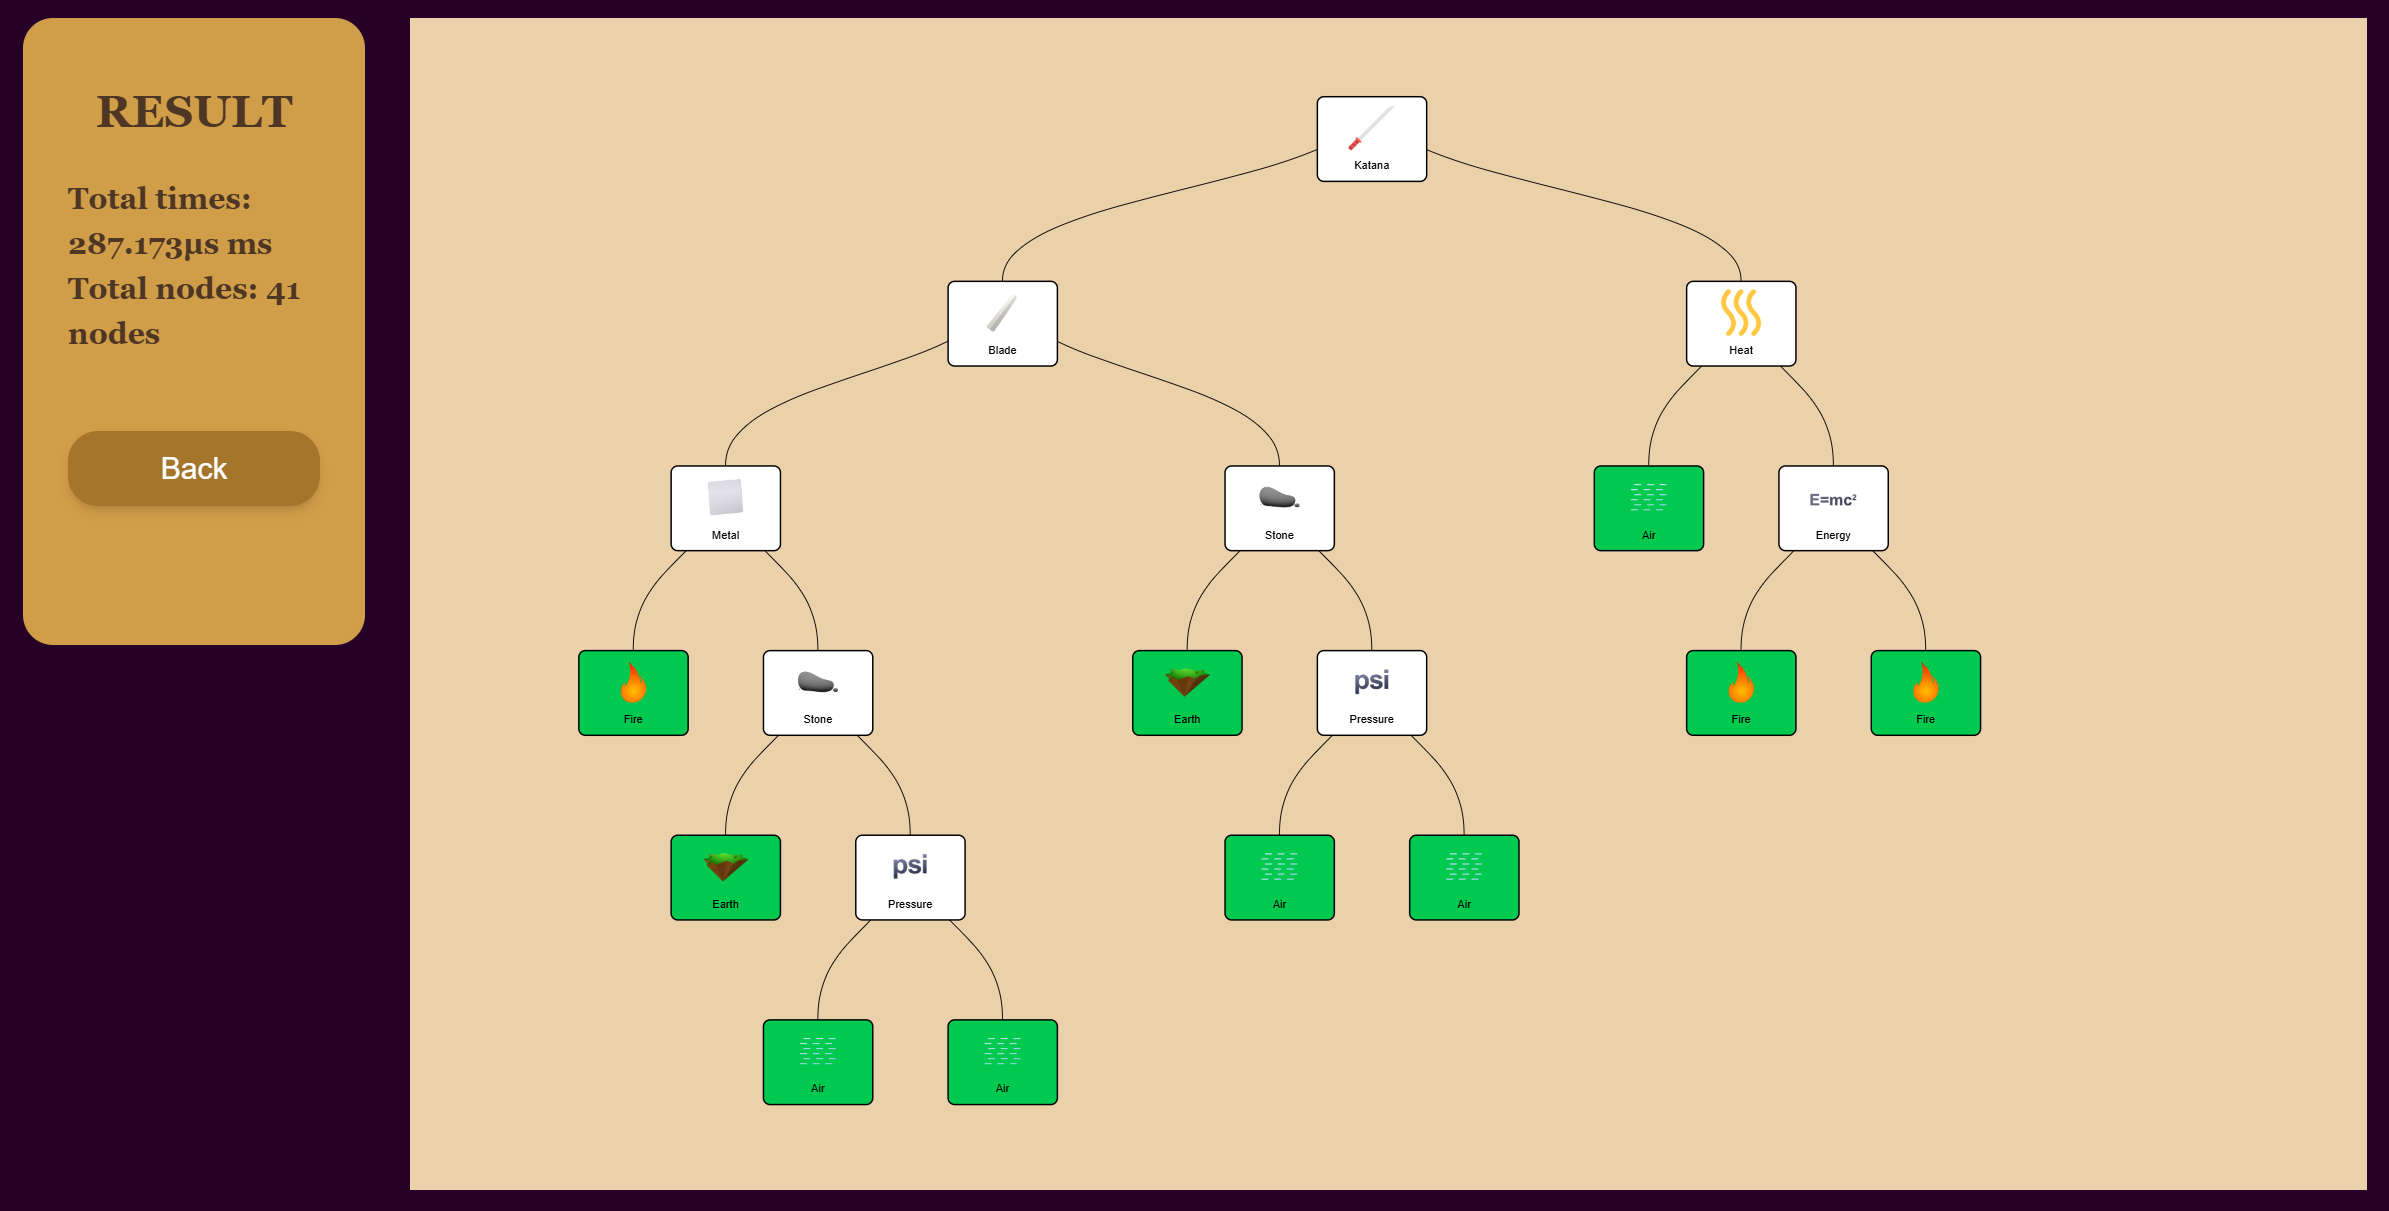 RESULT
Total times:
287.173µs ms
Total nodes: 41
nodes
Back
Katana
Blade
Heat
Metal
Stone
Air
E=mc²
Energy
Fire
Stone
Earth
psi
Pressure
Fire
Fire
Earth
psi
Pressure
Air
Air
Air
Air